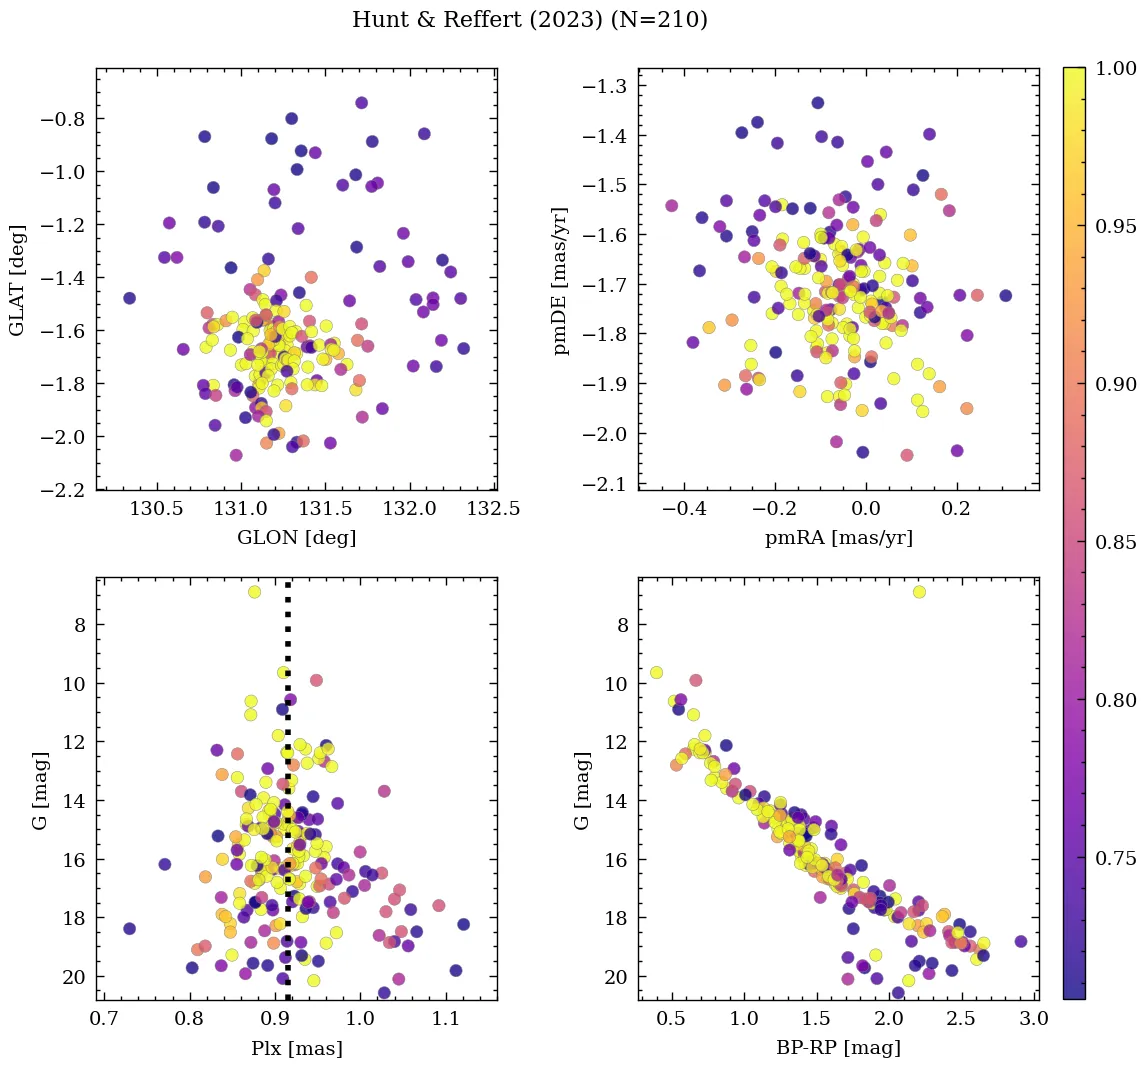 Hunt & Reffert (2023) (N=210)
−0.8
−1.0
−1.2
−1.4
−1.6
−1.8
−2.0
−2.2
GLAT [deg]
130.5 131.0 131.5 132.0 132.5
GLON [deg]
−1.3
−1.4
−1.5
−1.6
−1.7
−1.8
−1.9
−2.0
−2.1
pmDE [mas/yr]
−0.4 −0.2 0.0 0.2
pmRA [mas/yr]
8
10
12
14
16
18
20
G [mag]
0.7 0.8 0.9 1.0 1.1
Plx [mas]
8
10
12
14
16
18
20
G [mag]
0.5 1.0 1.5 2.0 2.5 3.0
BP-RP [mag]
1.00
0.95
0.90
0.85
0.80
0.75